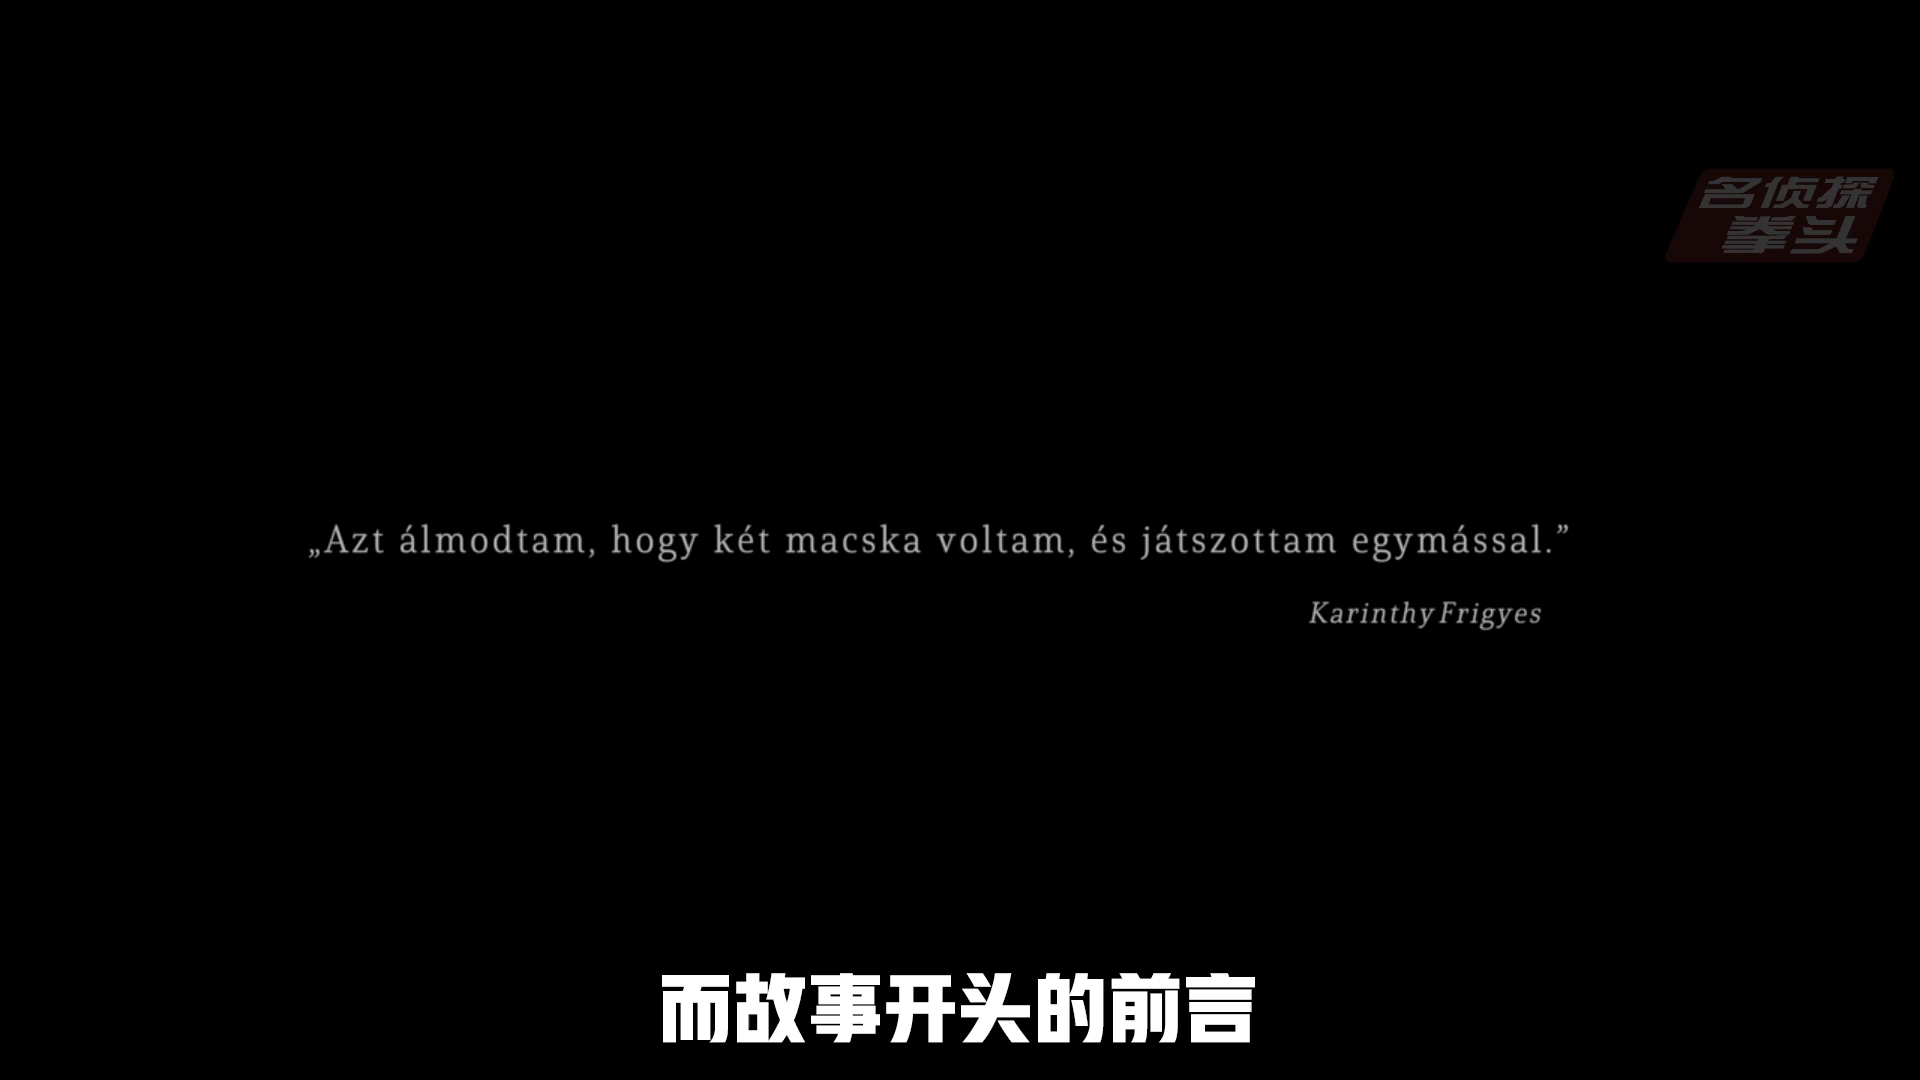 名侦探
拳头
„Azt álmodtam, hogy két macska voltam, és játszottam egymással.”
Karinthy Frigyes
而故事开头的前言